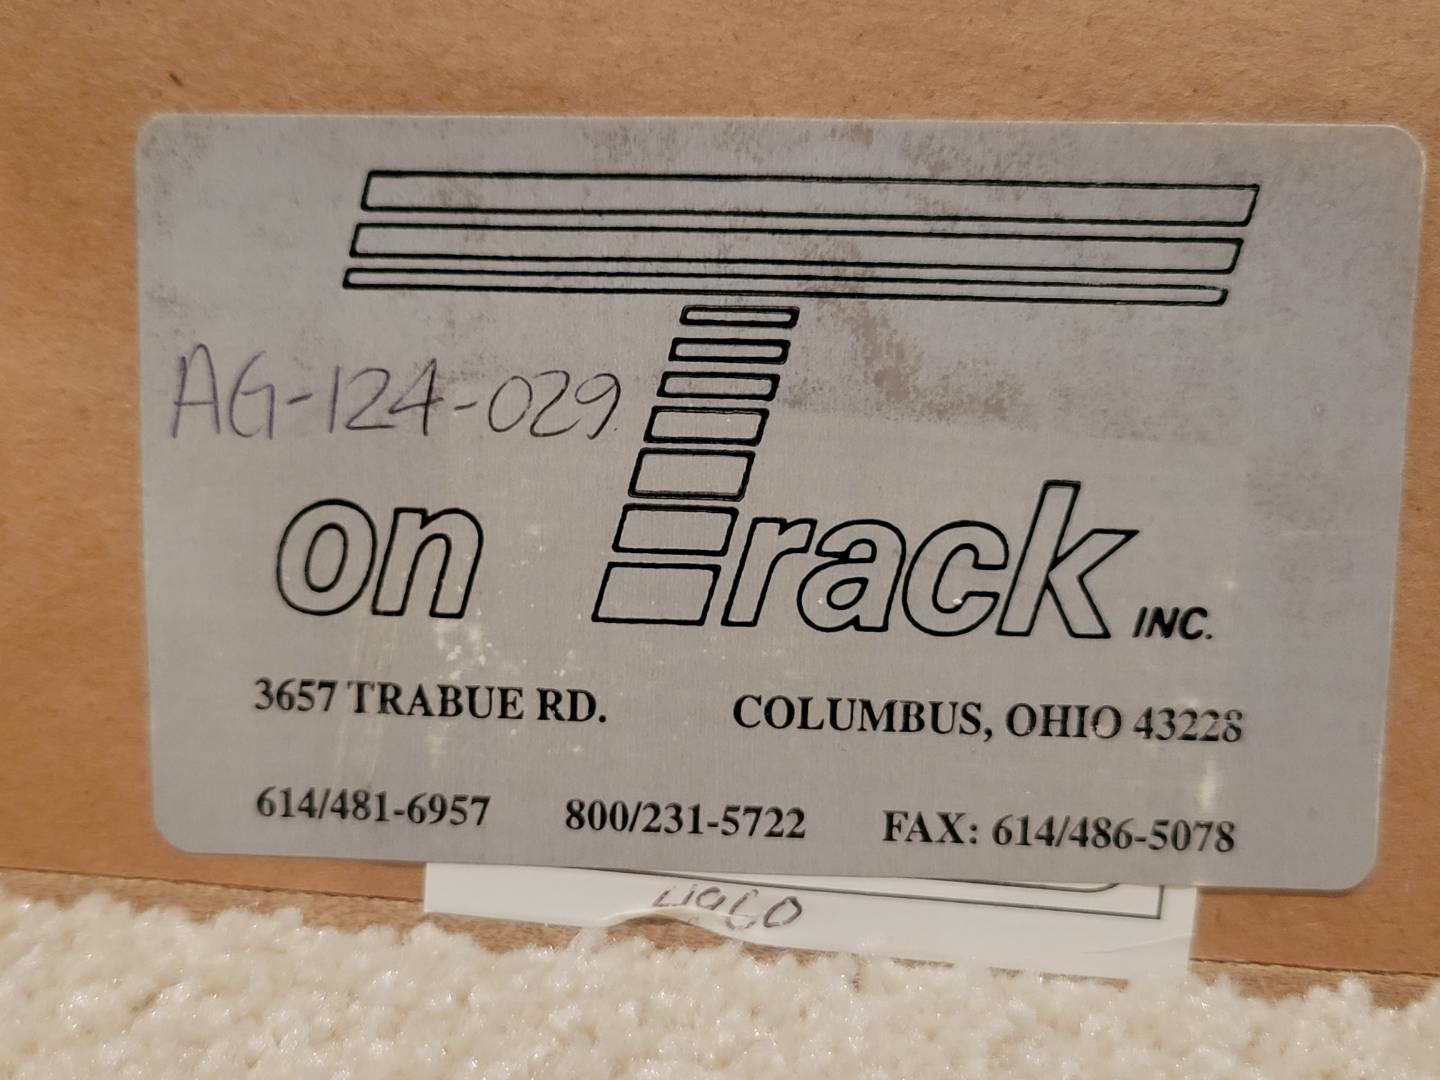 AG-124-029
on Track INC.
3657 TRABUE RD. COLUMBUS, OHIO 43228
614/481-6957 800/231-5722 FAX: 614/486-5078